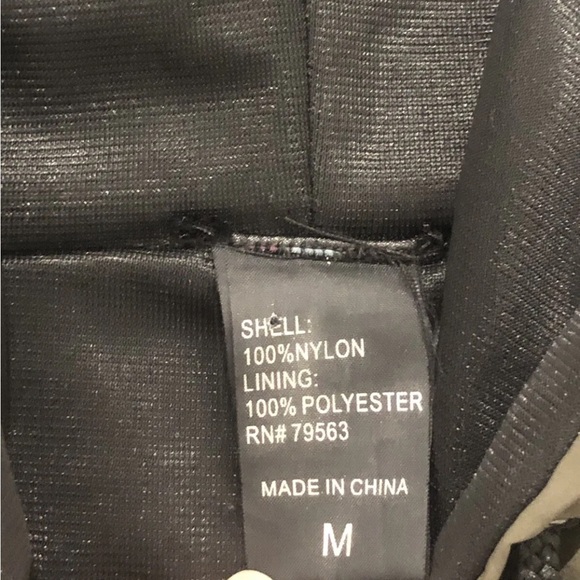 SHELL:
100%NYLON
LINING:
100% POLYESTER
RN# 79563
MADE IN CHINA
M